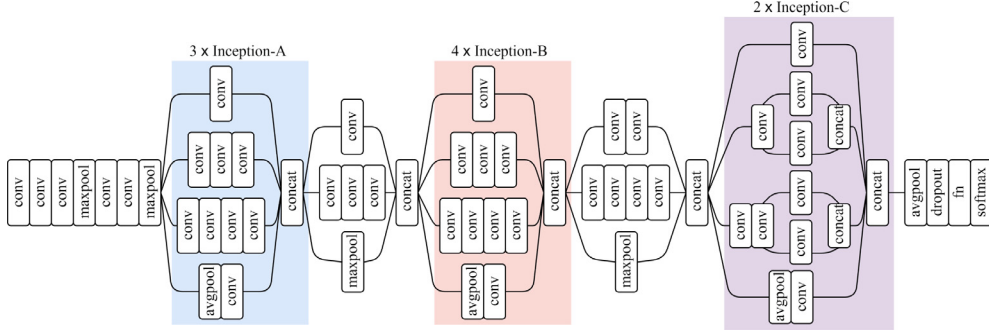 3 x Inception-A
4 x Inception-B
2 x Inception-C
conv
conv
conv
maxpool
conv
conv
maxpool
conv
conv
conv
conv
conv
conv
conv
conv
avgpool
conv
concat
conv
conv
conv
conv
maxpool
concat
conv
conv
conv
conv
conv
conv
conv
conv
avgpool
conv
concat
conv
conv
conv
conv
conv
conv
maxpool
concat
conv
conv
conv
conv
concat
conv
conv
conv
conv
concat
avgpool
conv
concat
avgpool
dropout
fn
softmax